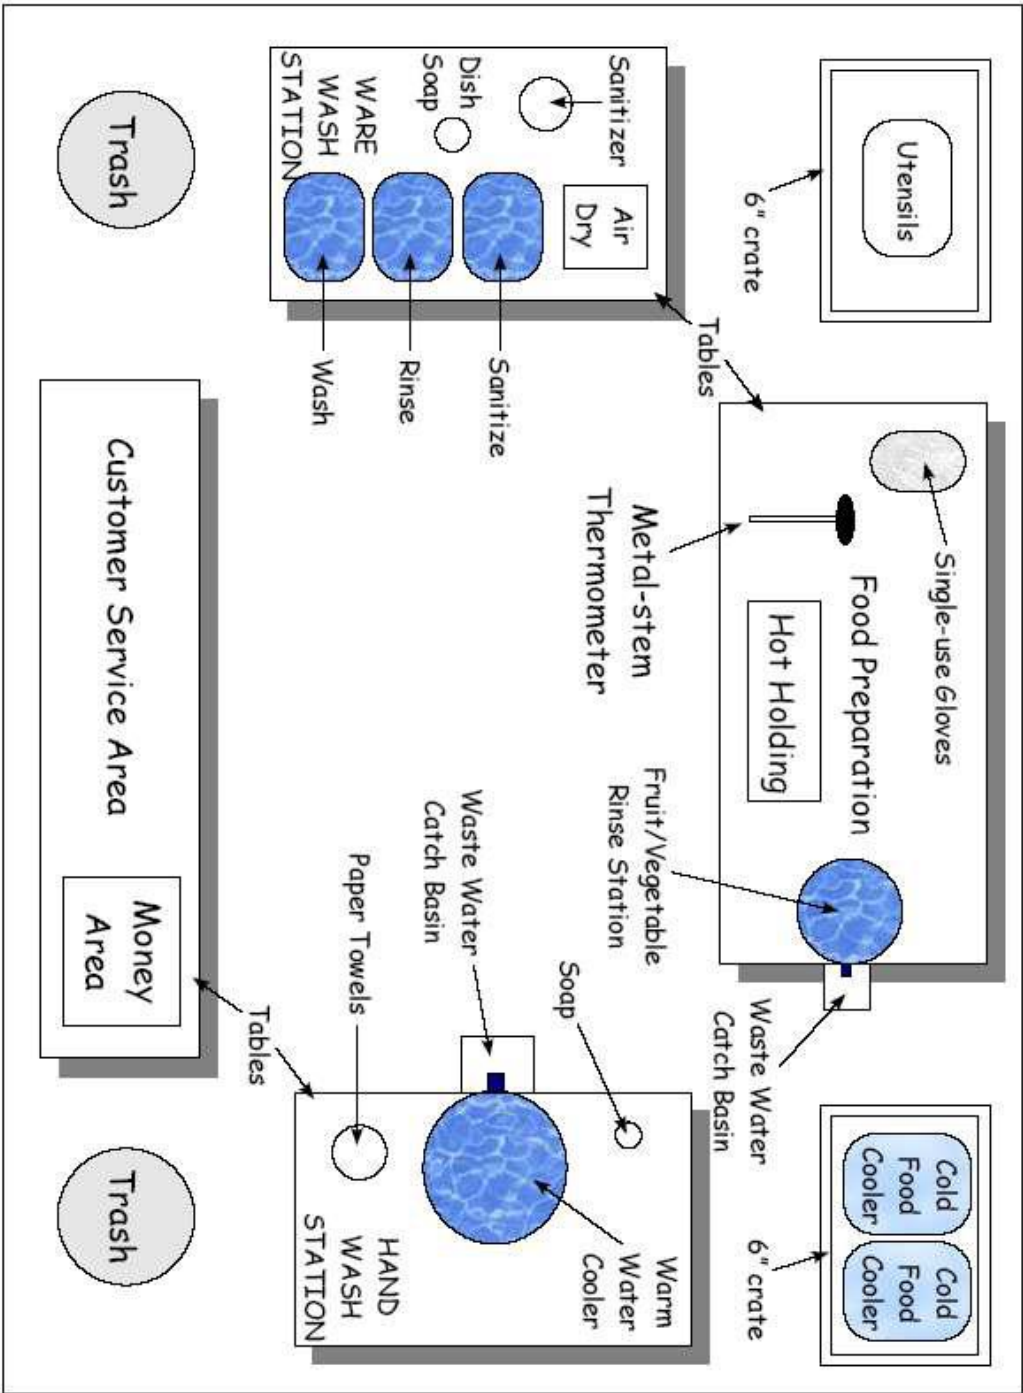 Utensils
6" crate
Sanitizer
Air
Dry
Dish
Soap
WARE
WASH
STATION
Sanitize
Rinse
Wash
Tables
Single-use Gloves
Food Preparation
Hot Holding
Metal-stem
Thermometer
Fruit/Vegetable
Rinse Station
Waste Water
Catch Basin
Cold
Food
Cooler
Cold
Food
Cooler
6" crate
Waste Water
Catch Basin
Soap
Paper Towels
Warm
Water
Cooler
HAND
WASH
STATION
Tables
Trash
Customer Service Area
Money
Area
Trash